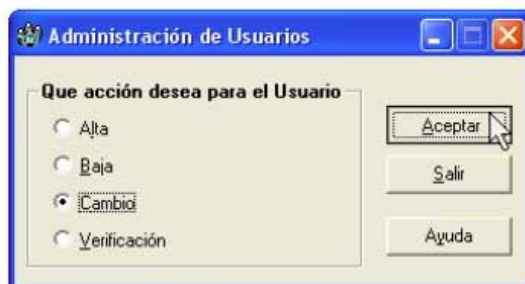 Administración de Usuarios
Que acción desea para el Usuario
Alta
Baja
Cambio
Verificación
Aceptar
Salir
Ayuda